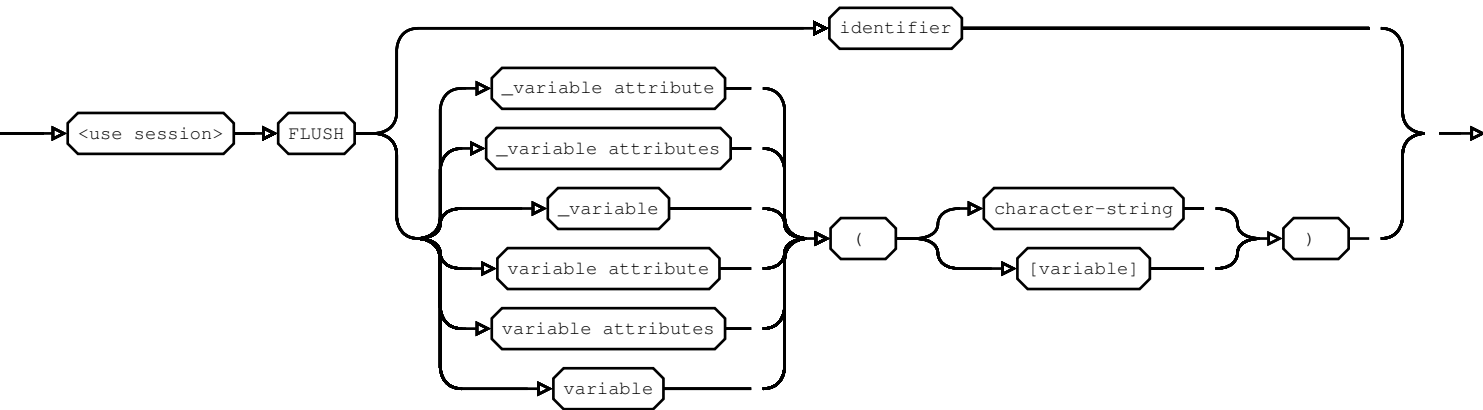 identifier
_variable attribute
<use session> FLUSH
_variable attributes
_variable
character-string
( )
variable attribute
[variable]
variable attributes
variable